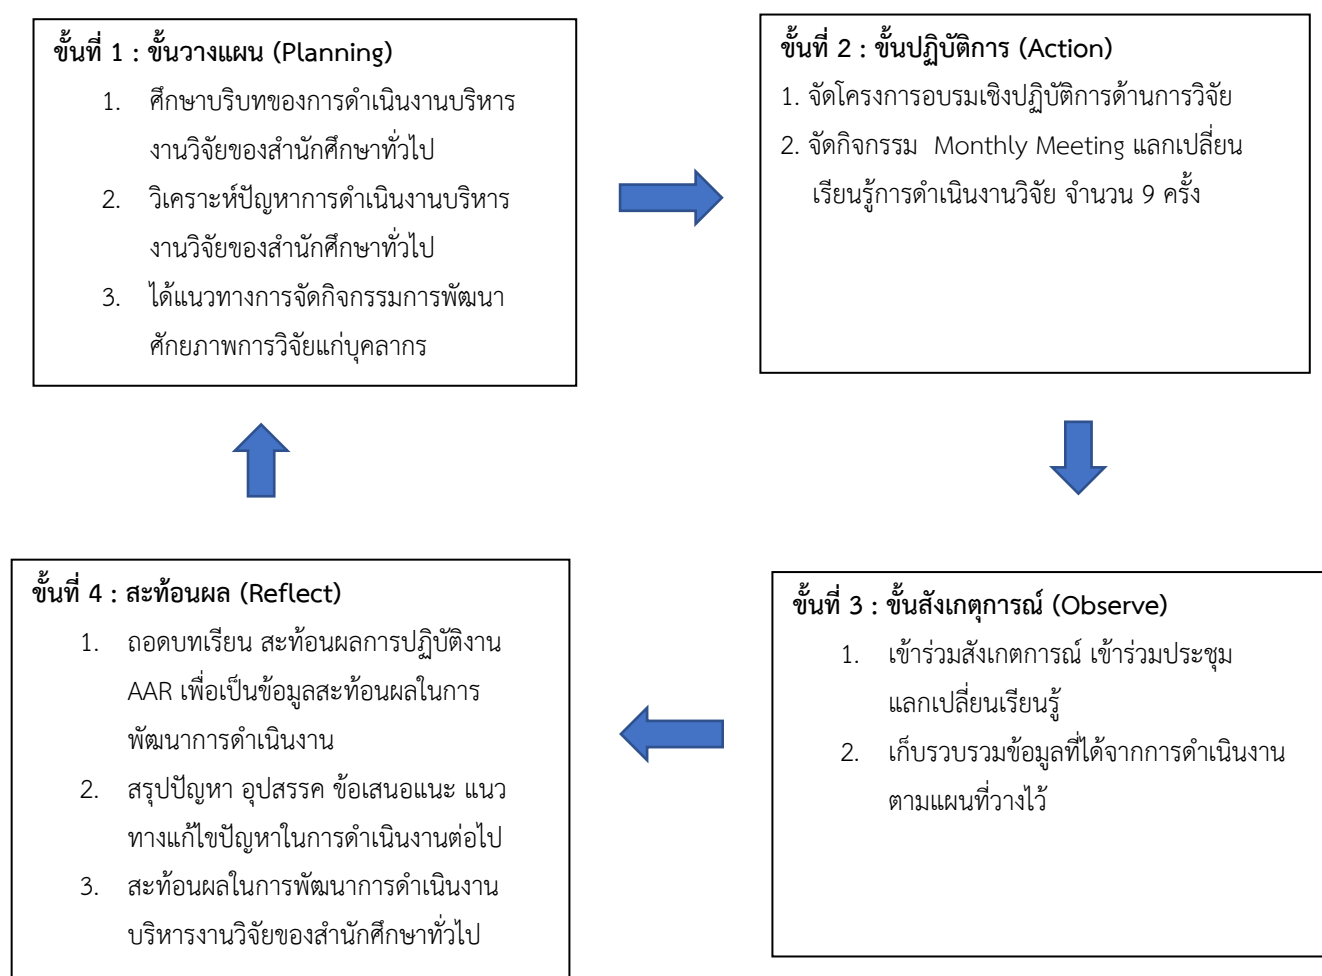 ขั้นที่ 1 : ขั้นวางแผน (Planning)
1. ศึกษาบริบทของการดำเนินงานบริหาร
งานวิจัยของสำนักศึกษาทั่วไป
2. วิเคราะห์ปัญหาการดำเนินงานบริหาร
งานวิจัยของสำนักศึกษาทั่วไป
3. ได้แนวทางการจัดกิจกรรมการพัฒนา
ศักยภาพการวิจัยแก่บุคลากร
ขั้นที่ 2 : ขั้นปฏิบัติการ (Action)
1. จัดโครงการอบรมเชิงปฏิบัติการด้านการวิจัย
2. จัดกิจกรรม Monthly Meeting แลกเปลี่ยน
เรียนรู้การดำเนินงานวิจัย จำนวน 9 ครั้ง
ขั้นที่ 3 : ขั้นสังเกตุการณ์ (Observe)
1. เข้าร่วมสังเกตการณ์ เข้าร่วมประชุม
แลกเปลี่ยนเรียนรู้
2. เก็บรวบรวมข้อมูลที่ได้จากการดำเนินงาน
ตามแผนที่วางไว้
ขั้นที่ 4 : สะท้อนผล (Reflect)
1. ถอดบทเรียน สะท้อนผลการปฏิบัติงาน
AAR เพื่อเป็นข้อมูลสะท้อนผลในการ
พัฒนาการดำเนินงาน
2. สรุปปัญหา อุปสรรค ข้อเสนอแนะ แนว
ทางแก้ไขปัญหาในการดำเนินงานต่อไป
3. สะท้อนผลในการพัฒนาการดำเนินงาน
บริหารงานวิจัยของสำนักศึกษาทั่วไป